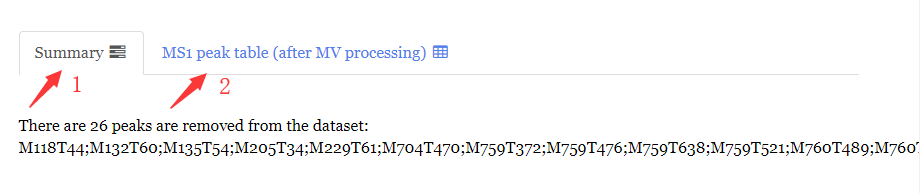 Summary
MS1 peak table (after MV processing)
1
2
There are 26 peaks are removed from the dataset:
M118T44;M132T60;M135T54;M205T34;M229T61;M704T470;M759T372;M759T476;M759T638;M759T521;M760T489;M760T